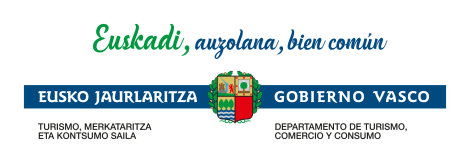 Euskadi, auzolana, bien común
EUSKO JAURLARITZA
GOBIERNO VASCO
TURISMO, MERKATARITZA
ETA KONTSUMO SAILA
DEPARTAMENTO DE TURISMO,
COMERCIO Y CONSUMO